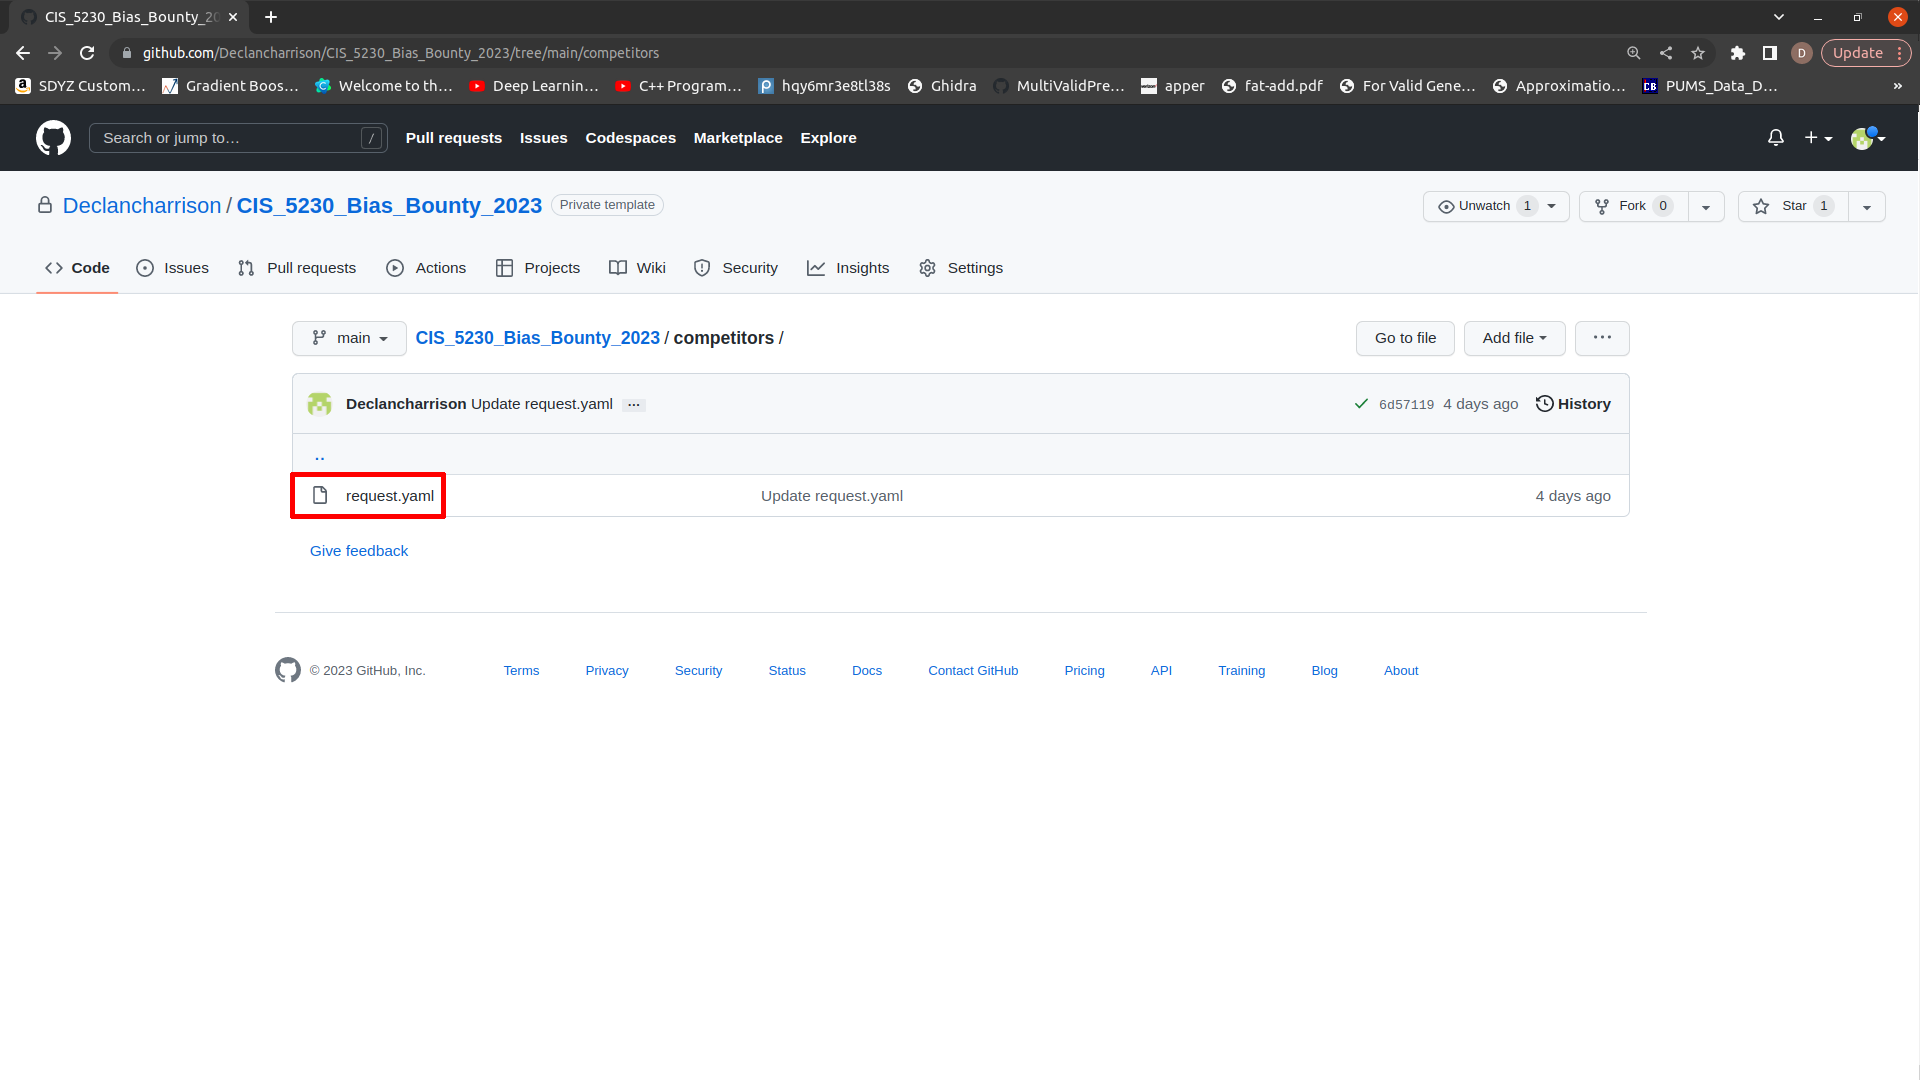 CIS_5230_Bias_Bounty_20
github.com/Declancharrison/CIS_5230_Bias_Bounty_2023/tree/main/competitors
D
Update
SDYZ Custom…
Gradient Boos…
Welcome to th…
Deep Learnin…
C++ Program…
hqy6mr3e8tl38s
Ghidra
MultiValidPre…
apper
fat-add.pdf
For Valid Gene…
Approximatio…
PUMS_Data_D…
»
Search or jump to…
/
Pull requests
Issues
Codespaces
Marketplace
Explore
Declancharrison / CIS_5230_Bias_Bounty_2023
Private template
Unwatch 1
Fork 0
Star 1
Code
Issues
Pull requests
Actions
Projects
Wiki
Security
Insights
Settings
main
CIS_5230_Bias_Bounty_2023 / competitors /
Go to file
Add file
···
Declancharrison Update request.yaml …
6d57119 4 days ago
History
..
request.yaml
Update request.yaml
4 days ago
Give feedback
© 2023 GitHub, Inc.
Terms
Privacy
Security
Status
Docs
Contact GitHub
Pricing
API
Training
Blog
About